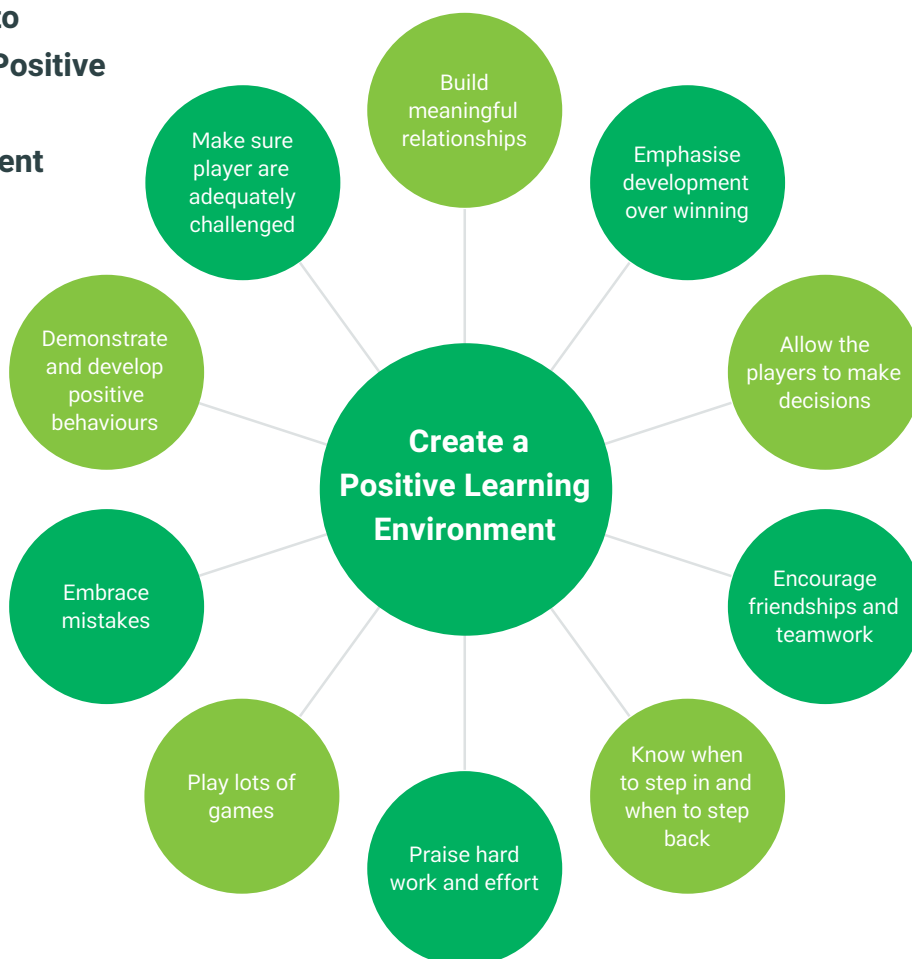 to
Positive
ent
Build
meaningful
relationships
Emphasise
development
over winning
Allow the
players to make
decisions
Encourage
friendships and
teamwork
Know when
to step in and
when to step
back
Praise hard
work and effort
Play lots of
games
Embrace
mistakes
Demonstrate
and develop
positive
behaviours
Make sure
player are
adequately
challenged
Create a
Positive Learning
Environment